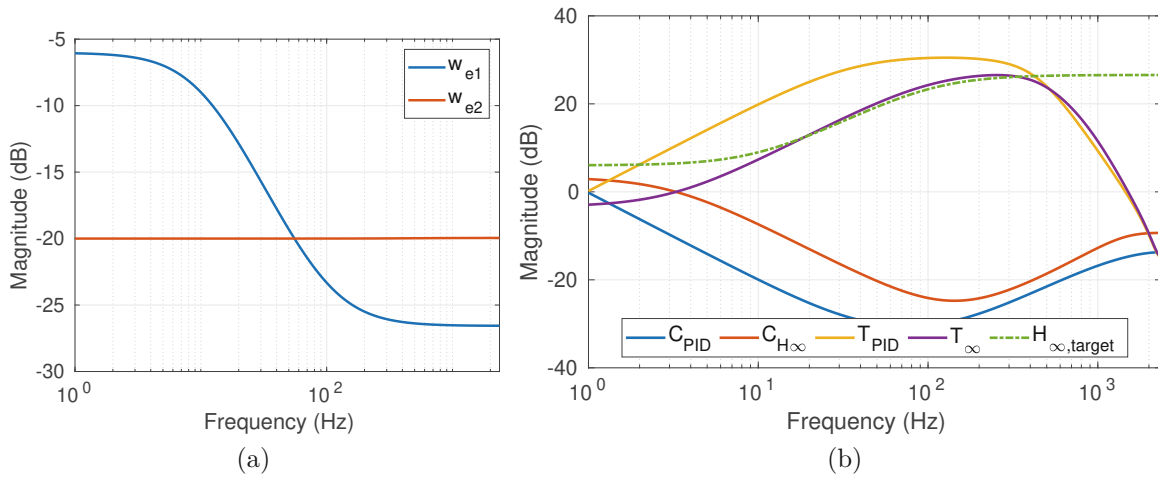 -5
-10
-15
-20
-25
-30
10^0
10^2
Magnitude (dB)
Frequency (Hz)
w_e1
w_e2
(a)
40
20
0
-20
-40
10^0
10^1
10^2
10^3
Magnitude (dB)
Frequency (Hz)
C_PID C_H∞ T_PID T_∞ H_∞,target
(b)